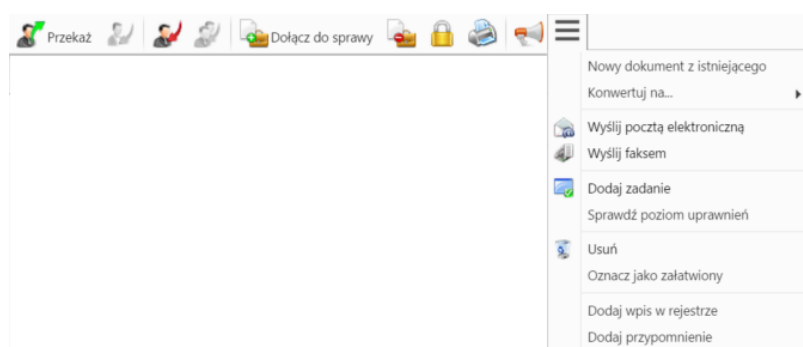 Przekaż Dołącz do sprawy
Nowy dokument z istniejącego
Konwertuj na...
Wyślij pocztą elektroniczną
Wyślij faksem
Dodaj zadanie
Sprawdź poziom uprawnień
Usuń
Oznacz jako załatwiony
Dodaj wpis w rejestrze
Dodaj przypomnienie